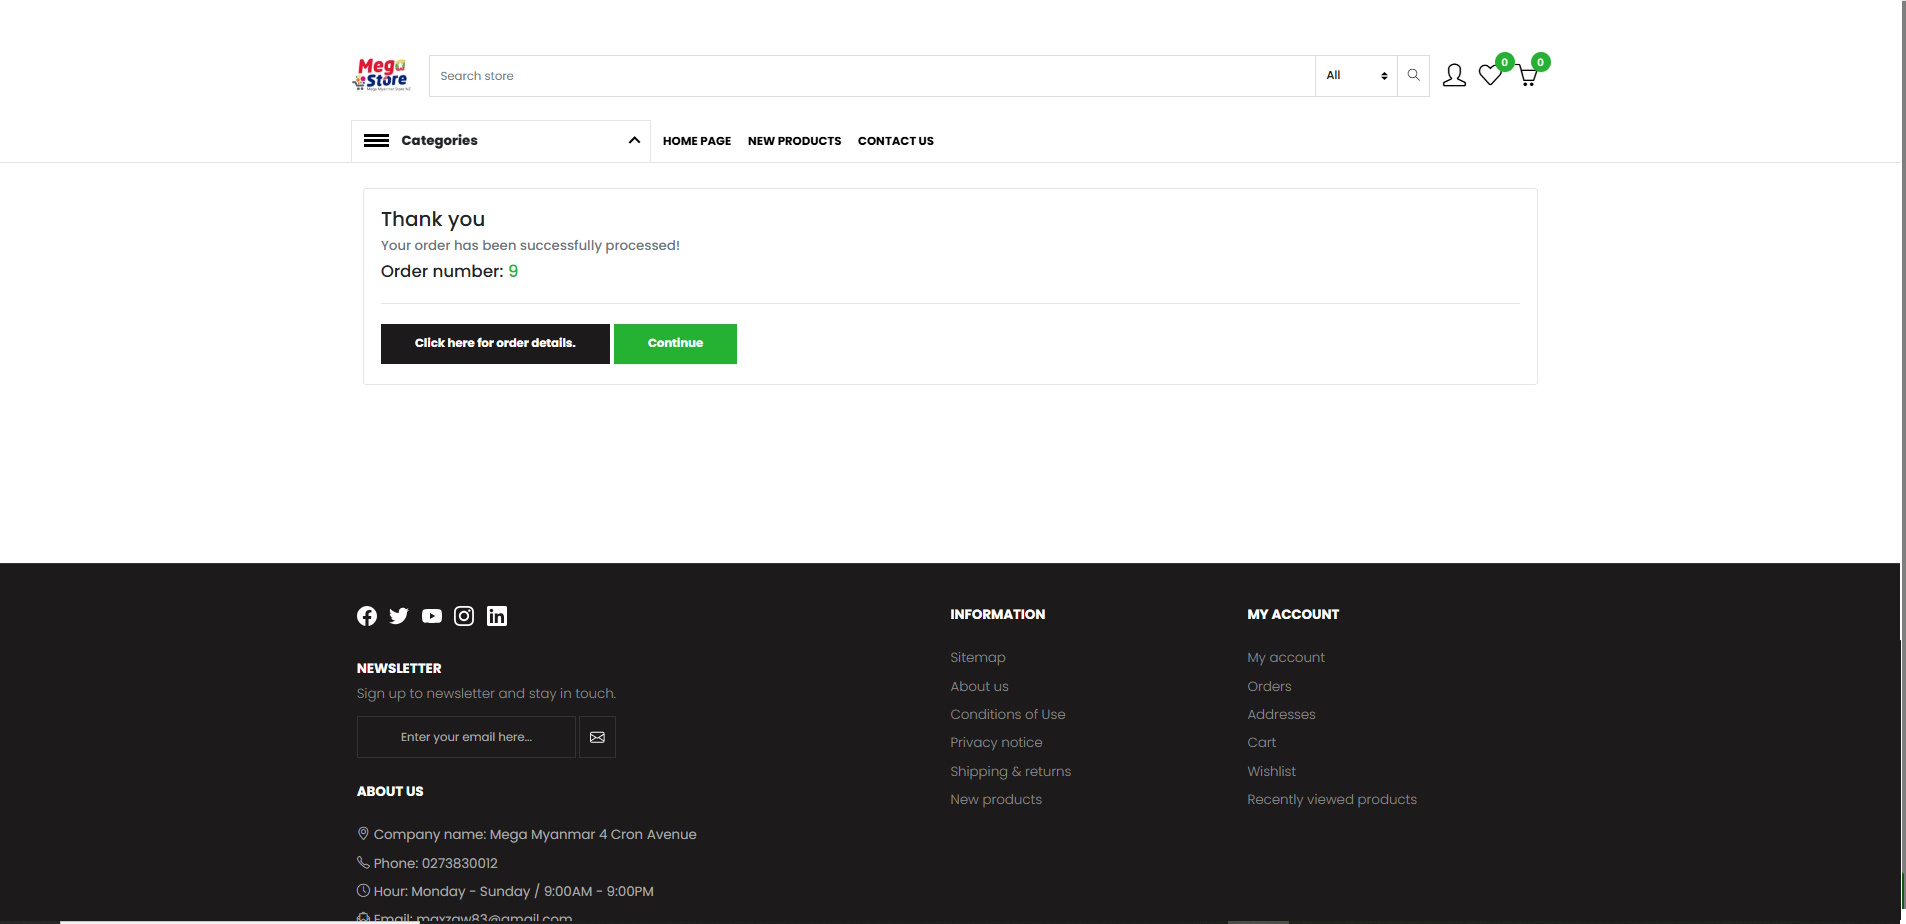 Mega
Store
Search store
All
0
0
Categories
HOME PAGE
NEW PRODUCTS
CONTACT US
Thank you
Your order has been successfully processed!
Order number: 9
Click here for order details.
Continue
NEWSLETTER
Sign up to newsletter and stay in touch.
Enter your email here...
ABOUT US
Company name: Mega Myanmar 4 Cron Avenue
Phone: 0273830012
Hour: Monday - Sunday / 9:00AM - 9:00PM
Email: maxzaw83@gmail.com
INFORMATION
Sitemap
About us
Conditions of Use
Privacy notice
Shipping & returns
New products
MY ACCOUNT
My account
Orders
Addresses
Cart
Wishlist
Recently viewed products